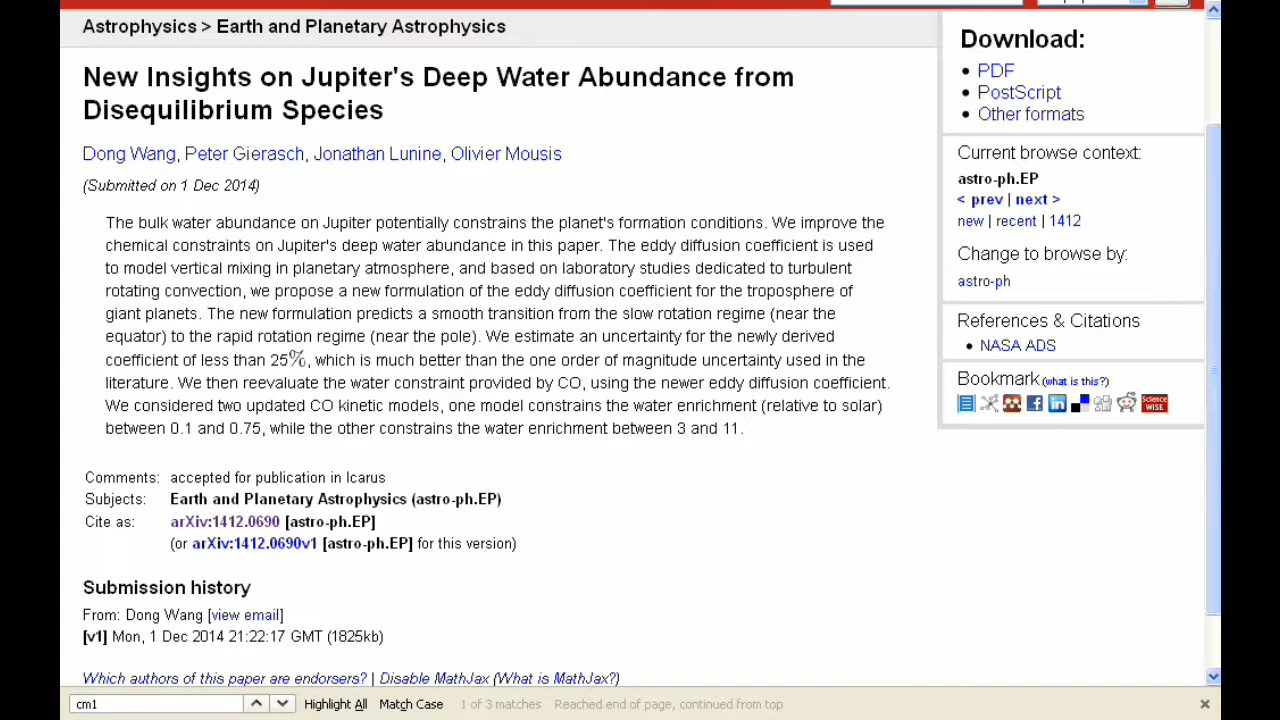 Astrophysics > Earth and Planetary Astrophysics
New Insights on Jupiter's Deep Water Abundance from
Disequilibrium Species
Dong Wang, Peter Gierasch, Jonathan Lunine, Olivier Mousis
(Submitted on 1 Dec 2014)
The bulk water abundance on Jupiter potentially constrains the planet's formation conditions. We improve the
chemical constraints on Jupiter's deep water abundance in this paper. The eddy diffusion coefficient is used
to model vertical mixing in planetary atmosphere, and based on laboratory studies dedicated to turbulent
rotating convection, we propose a new formulation of the eddy diffusion coefficient for the troposphere of
giant planets. The new formulation predicts a smooth transition from the slow rotation regime (near the
equator) to the rapid rotation regime (near the pole). We estimate an uncertainty for the newly derived
coefficient of less than 25%, which is much better than the one order of magnitude uncertainty used in the
literature. We then reevaluate the water constraint provided by CO, using the newer eddy diffusion coefficient.
We considered two updated CO kinetic models, one model constrains the water enrichment (relative to solar)
between 0.1 and 0.75, while the other constrains the water enrichment between 3 and 11.
Comments: accepted for publication in Icarus
Subjects: Earth and Planetary Astrophysics (astro-ph.EP)
Cite as: arXiv:1412.0690 [astro-ph.EP]
(or arXiv:1412.0690v1 [astro-ph.EP] for this version)
Submission history
From: Dong Wang [view email]
[v1] Mon, 1 Dec 2014 21:22:17 GMT (1825kb)
Which authors of this paper are endorsers? | Disable MathJax (What is MathJax?)
Download:
• PDF
• PostScript
• Other formats
Current browse context:
astro-ph.EP
< prev | next >
new | recent | 1412
Change to browse by:
astro-ph
References & Citations
• NASA ADS
Bookmark (what is this?)
Science WISE
cm1 Highlight All Match Case 1 of 3 matches Reached end of page, continued from top